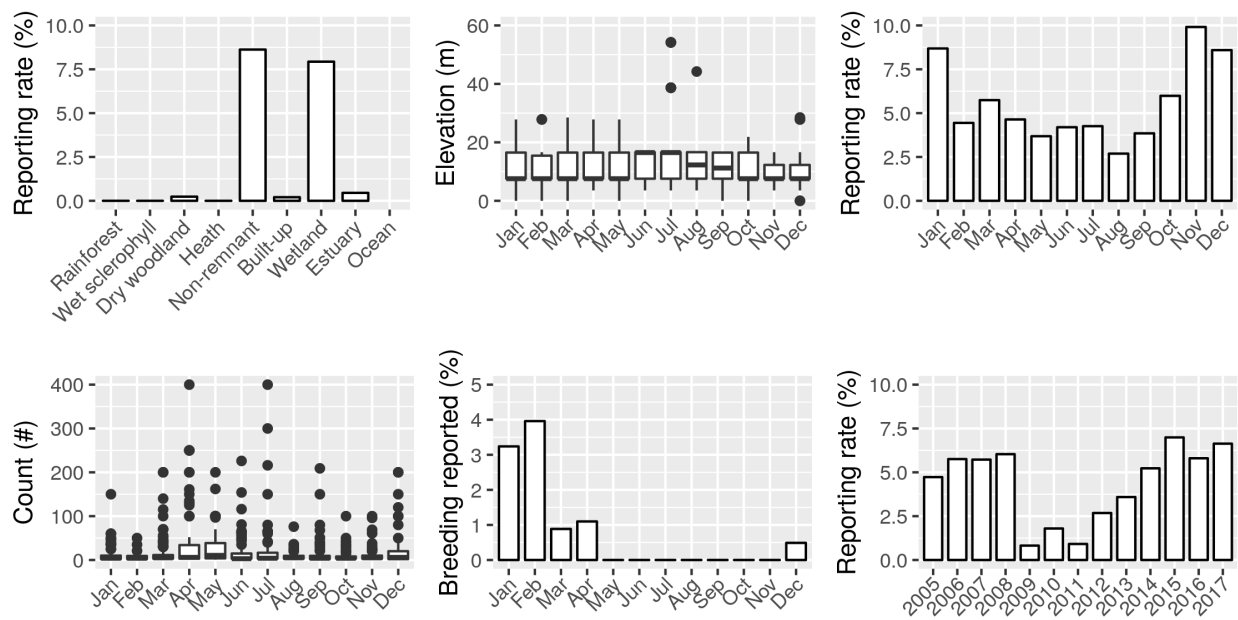 Reporting rate (%)
10.0
7.5
5.0
2.5
0.0
Rainforest
Wet sclerophyll
Dry woodland
Heath
Non-remnant
Built-up
Wetland
Estuary
Ocean
Elevation (m)
60
40
20
0
Jan
Feb
Mar
Apr
May
Jun
Jul
Aug
Sep
Oct
Nov
Dec
Reporting rate (%)
10.0
7.5
5.0
2.5
0.0
Jan
Feb
Mar
Apr
May
Jun
Jul
Aug
Sep
Oct
Nov
Dec
Count (#)
400
300
200
100
0
Jan
Feb
Mar
Apr
May
Jun
Jul
Aug
Sep
Oct
Nov
Dec
Breeding reported (%)
5
4
3
2
1
0
Jan
Feb
Mar
Apr
May
Jun
Jul
Aug
Sep
Oct
Nov
Dec
Reporting rate (%)
10.0
7.5
5.0
2.5
0.0
2005
2006
2007
2008
2009
2010
2011
2012
2013
2014
2015
2016
2017